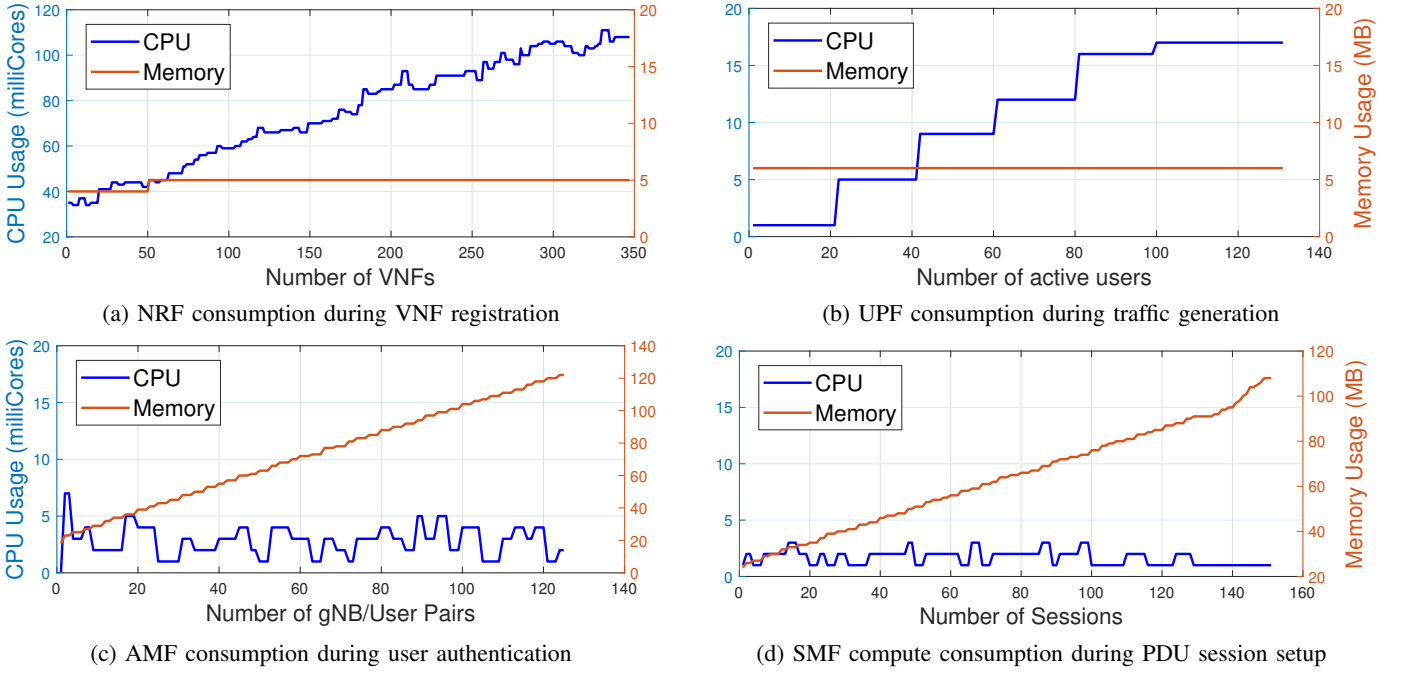 120
100
80
60
40
20
CPU Usage (milliCores)
CPU
Memory
20
15
10
5
0
0 50 100 150 200 250 300 350
Number of VNFs
(a) NRF consumption during VNF registration
20
15
10
5
0
CPU
Memory
20
15
10
5
0
Memory Usage (MB)
0 20 40 60 80 100 120 140
Number of active users
(b) UPF consumption during traffic generation
20
15
10
5
0
CPU Usage (milliCores)
CPU
Memory
140
120
100
80
60
40
20
0
0 20 40 60 80 100 120 140
Number of gNB/User Pairs
(c) AMF consumption during user authentication
20
15
10
5
0
CPU
Memory
120
100
80
60
40
20
Memory Usage (MB)
0 20 40 60 80 100 120 140 160
Number of Sessions
(d) SMF compute consumption during PDU session setup